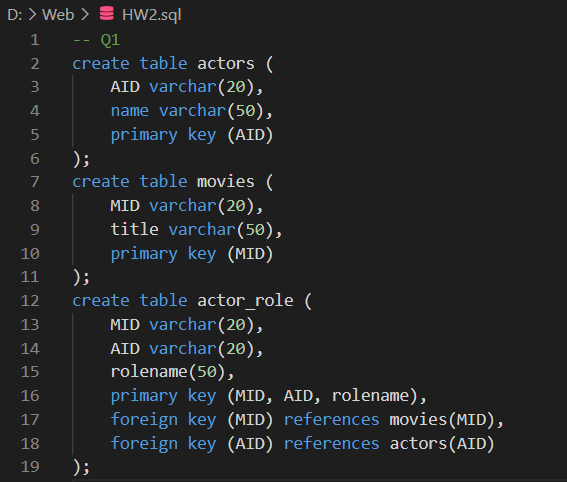 D: > Web > HW2.sql
1 -- Q1
2 create table actors (
3     AID varchar(20),
4     name varchar(50),
5     primary key (AID)
6 );
7 create table movies (
8     MID varchar(20),
9     title varchar(50),
10     primary key (MID)
11 );
12 create table actor_role (
13     MID varchar(20),
14     AID varchar(20),
15     rolename(50),
16     primary key (MID, AID, rolename),
17     foreign key (MID) references movies(MID),
18     foreign key (AID) references actors(AID)
19 );